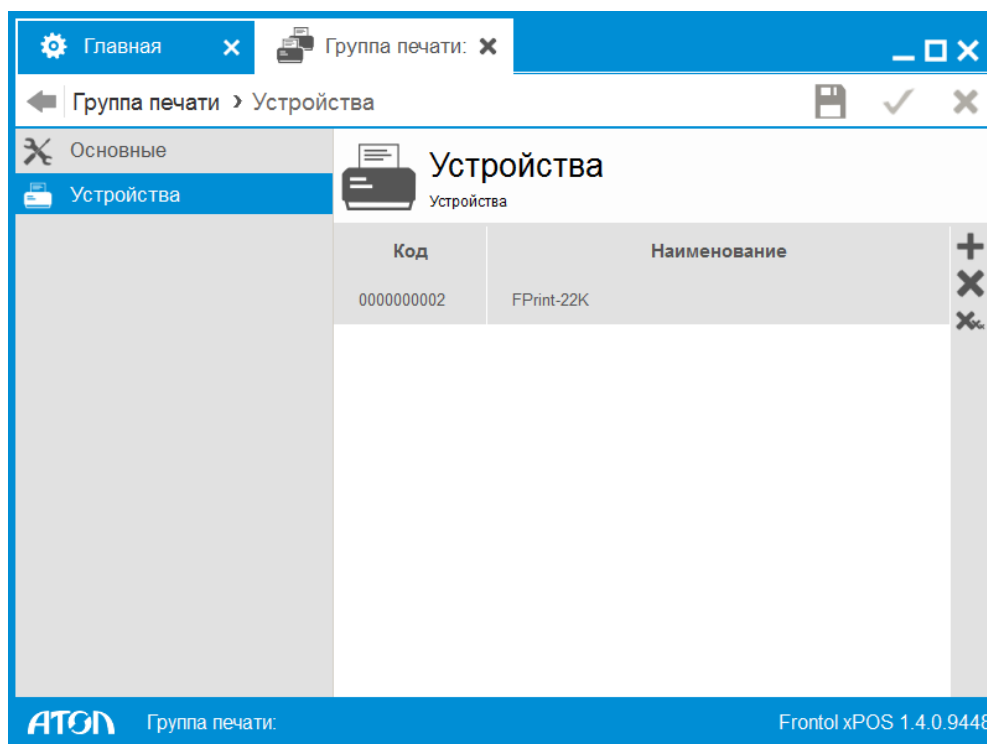 Главная
Группа печати:
Группа печати › Устройства
Основные
Устройства
Устройства
Устройства
Код Наименование
0000000002 FPrint-22K
ATOL Группа печати: Frontol xPOS 1.4.0.9448